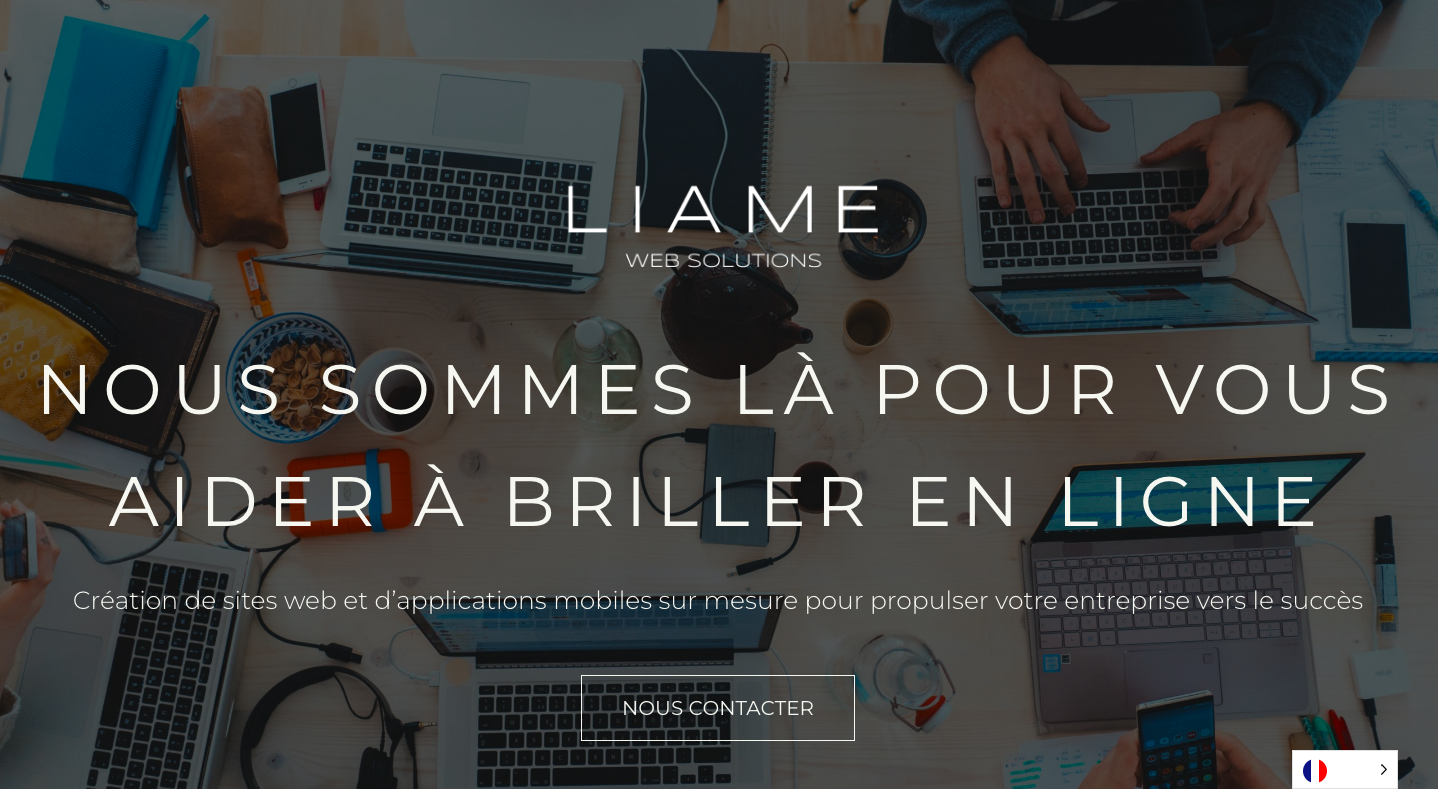 LIAME
WEB SOLUTIONS
NOUS SOMMES LÀ POUR VOUS
AIDER À BRILLER EN LIGNE
Création de sites web et d’applications mobiles sur mesure pour propulser votre entreprise vers le succès
NOUS CONTACTER